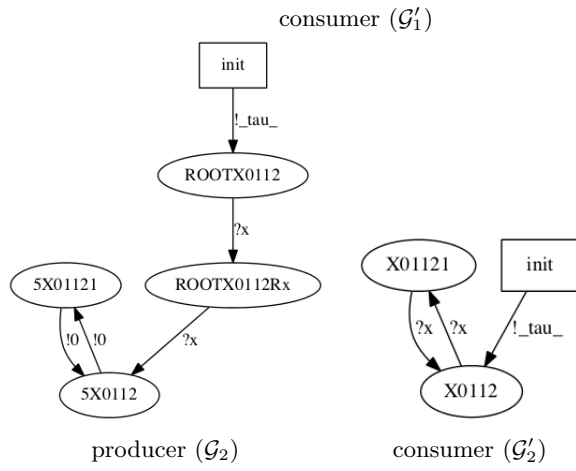 consumer (𝒢′₁)
init
!_tau_
ROOTX0112
?x
5X01121
ROOTX0112Rx
X01121
init
!0
!0
?x
?x
?x
!_tau_
5X0112
X0112
producer (𝒢₂)
consumer (𝒢′₂)